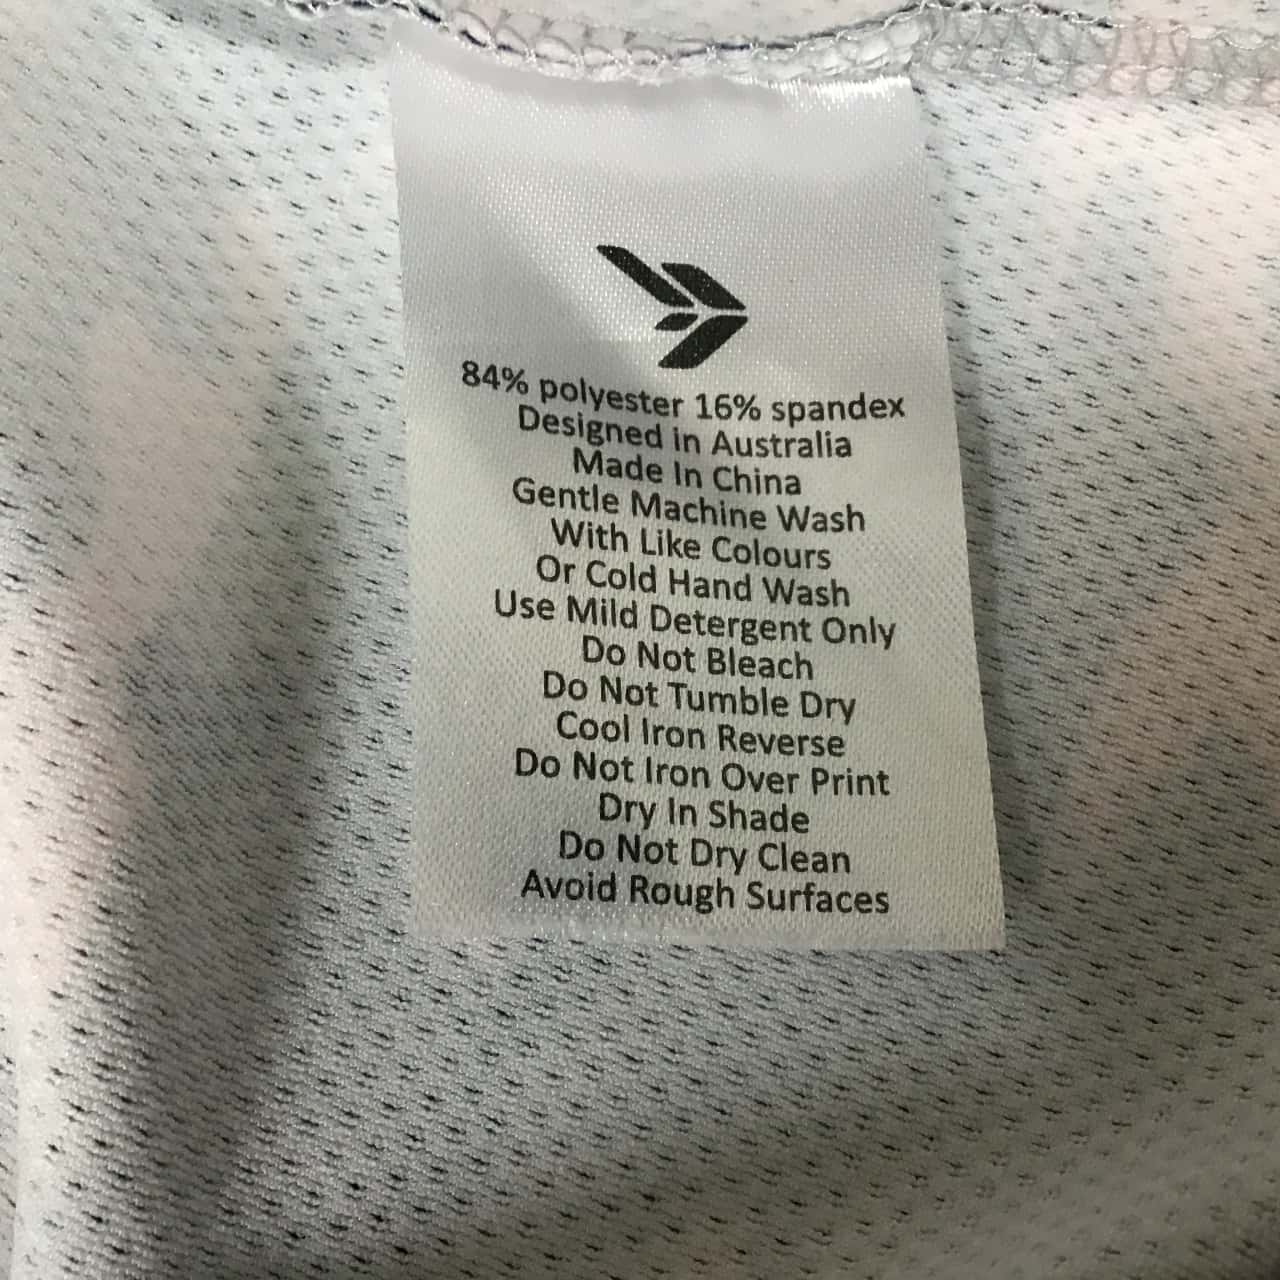 84% polyester 16% spandex
Designed in Australia
Made In China
Gentle Machine Wash
With Like Colours
Or Cold Hand Wash
Use Mild Detergent Only
Do Not Bleach
Do Not Tumble Dry
Cool Iron Reverse
Do Not Iron Over Print
Dry In Shade
Do Not Dry Clean
Avoid Rough Surfaces